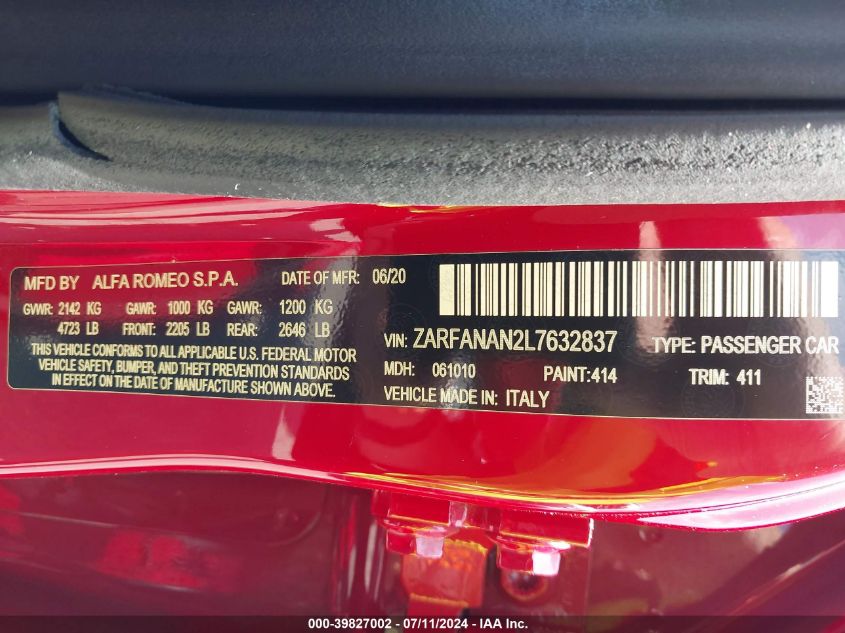 MFD BY ALFA ROMEO S.P.A. DATE OF MFR: 06/20
GVWR: 2142 KG GAWR: 1000 KG GAWR: 1200 KG
4723 LB FRONT: 2205 LB REAR: 2646 LB
THIS VEHICLE CONFORMS TO ALL U.S. FEDERAL MOTOR
VEHICLE SAFETY, BUMPER, AND THEFT PREVENTION STANDARDS
IN EFFECT ON THE DATE OF MANUFACTURE SHOWN ABOVE.
VIN: ZARFANAN2L7632837 TYPE: PASSENGER CAR
MDH: 061010 PAINT:414 TRIM: 411
VEHICLE MADE IN: ITALY
000-39827002 - 07/11/2024 - IAA Inc.